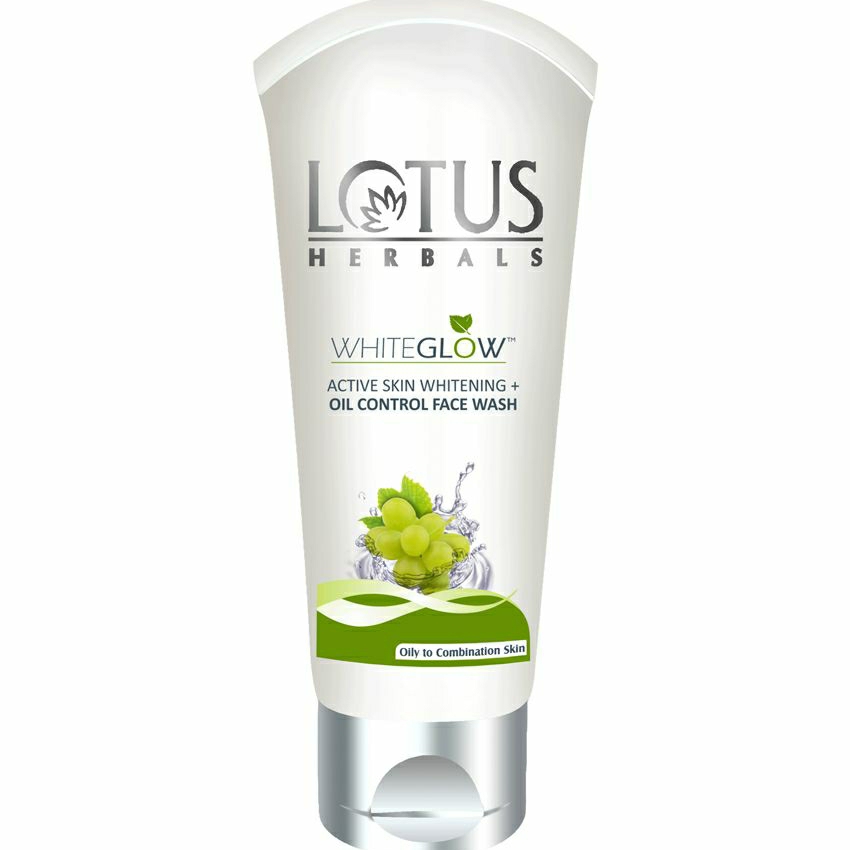 LOTUS
HERBALS
WHITEGLOW™
ACTIVE SKIN WHITENING +
OIL CONTROL FACE WASH
Oily to Combination Skin